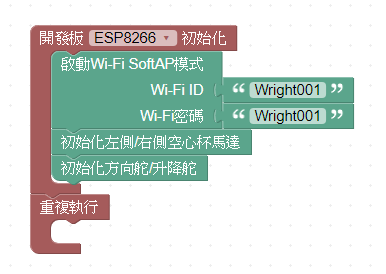 開發板 ESP8266 初始化
啟動Wi-Fi SoftAP模式
Wi-Fi ID “ Wright001 ”
Wi-Fi密碼 “ Wright001 ”
初始化左側/右側空心杯馬達
初始化方向舵/升降舵
重複執行